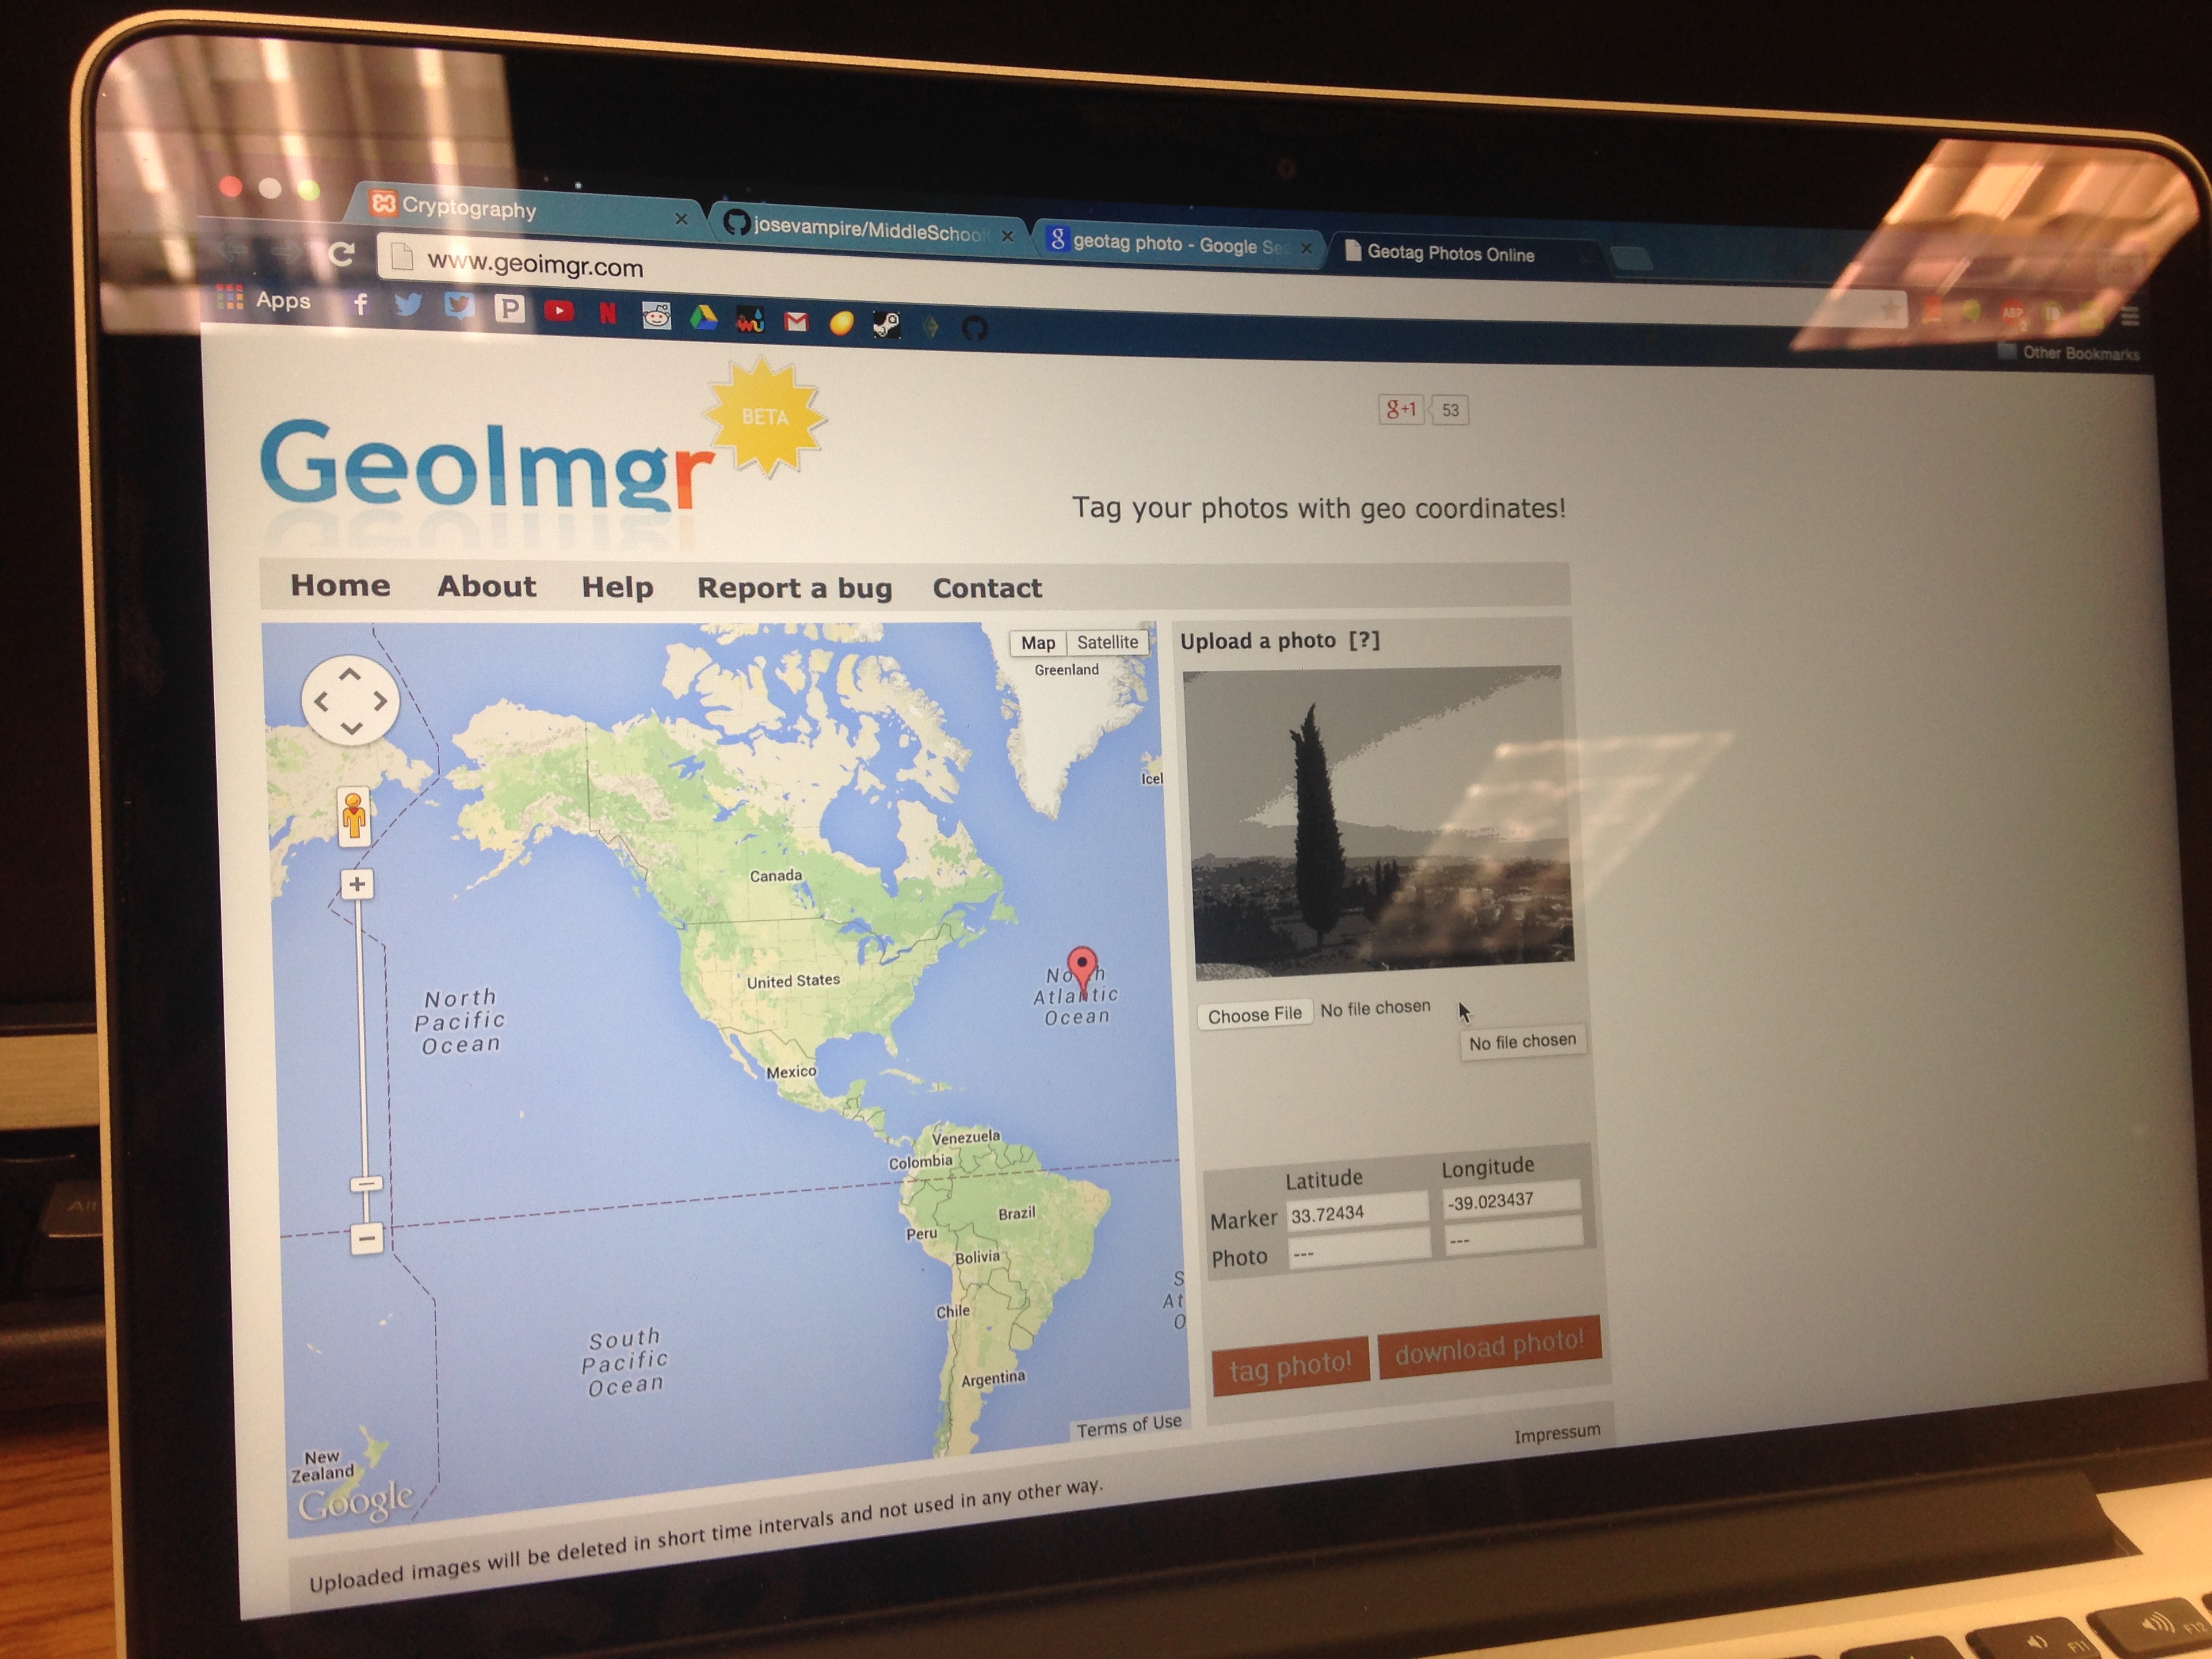 Cryptography
josevampire/MiddleSchool
geotag photo - Google Se
Geotag Photos Online
www.geoimgr.com
Apps
Other Bookmarks
ABP
2
GeoImgr
BETA
g+1 53
Tag your photos with geo coordinates!
Home About Help Report a bug Contact
Map Satellite
Greenland
Icel
Canada
United States
North
Pacific
Ocean
North
Atlantic
Ocean
Mexico
Venezuela
Colombia
Brazil
Peru
Bolivia
Chile
Argentina
South
Pacific
Ocean
S
At
O
New
Zealand
Google
Terms of Use
Upload a photo [?]
Choose File No file chosen
No file chosen
Latitude Longitude
Marker 33.72434 -39.023437
Photo --- ---
tag photo! download photo!
Impressum
Uploaded images will be deleted in short time intervals and not used in any other way.
F11
F12